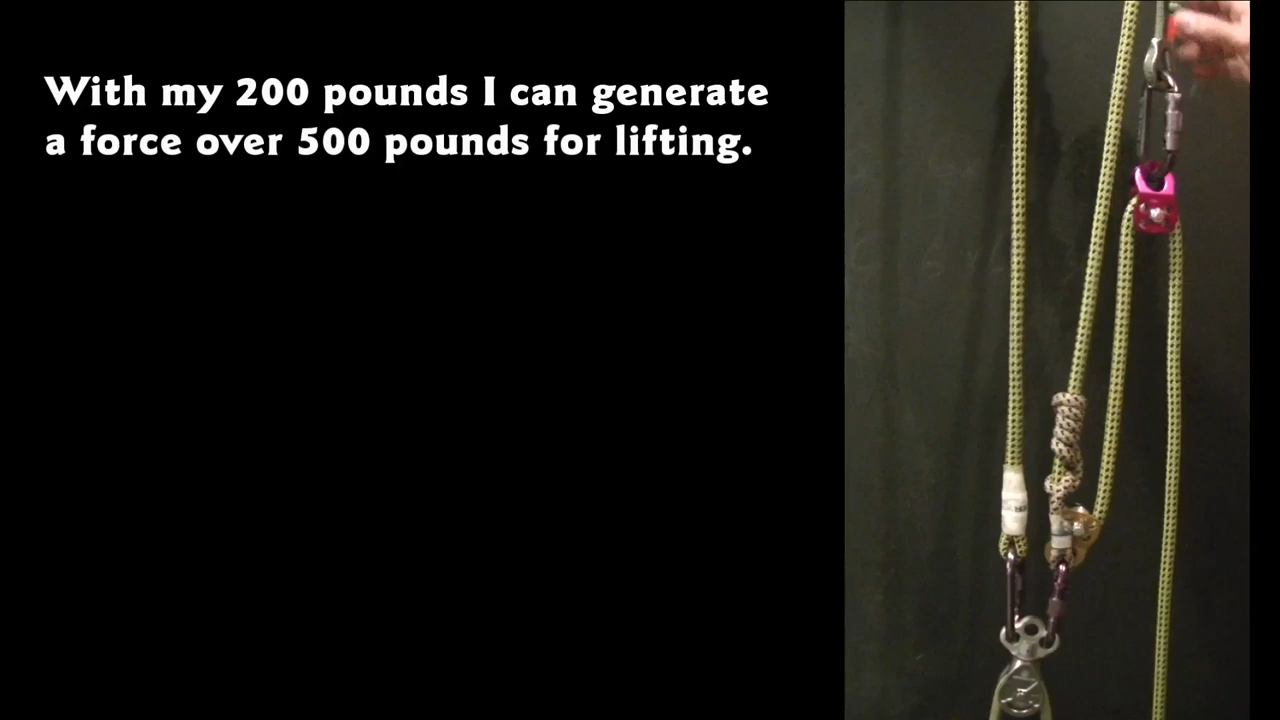 With my 200 pounds I can generate
a force over 500 pounds for lifting.